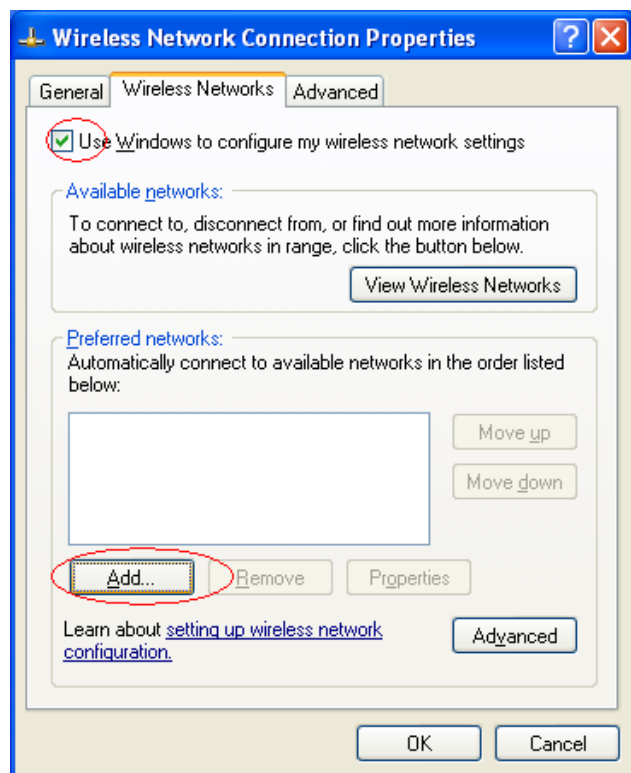 Wireless Network Connection Properties
General Wireless Networks Advanced
Use Windows to configure my wireless network settings
Available networks:
To connect to, disconnect from, or find out more information
about wireless networks in range, click the button below.
View Wireless Networks
Preferred networks:
Automatically connect to available networks in the order listed
below:
Move up
Move down
Add... Remove Properties
Learn about setting up wireless network
configuration.
Advanced
OK Cancel